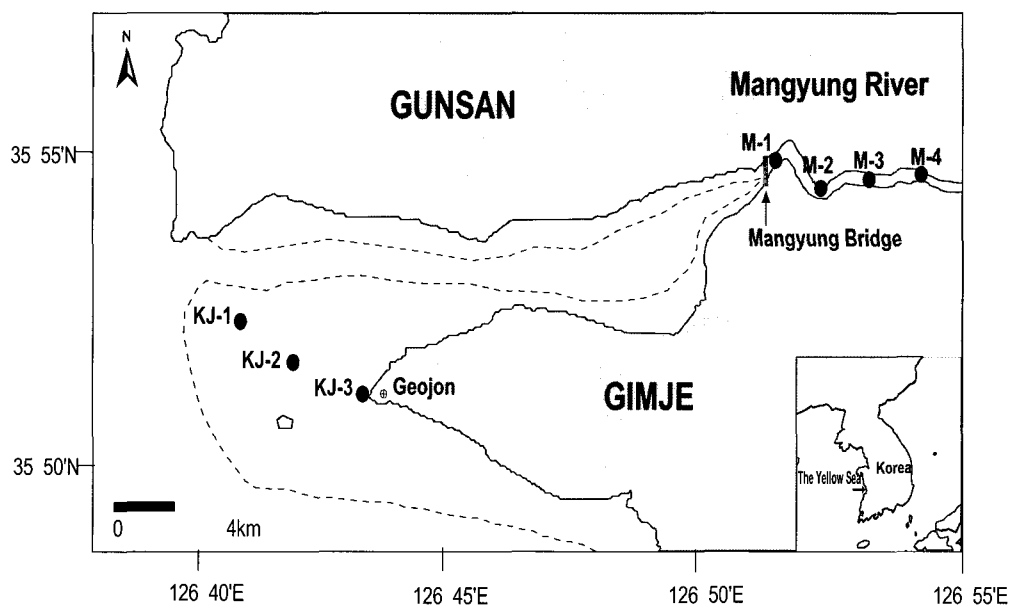 N
GUNSAN
Mangyung River
35 55'N
M-1
M-2
M-3
M-4
Mangyung Bridge
KJ-1
KJ-2
KJ-3
Geojon
GIMJE
35 50'N
0 4km
The Yellow Sea
Korea
126 40'E
126 45'E
126 50'E
126 55'E